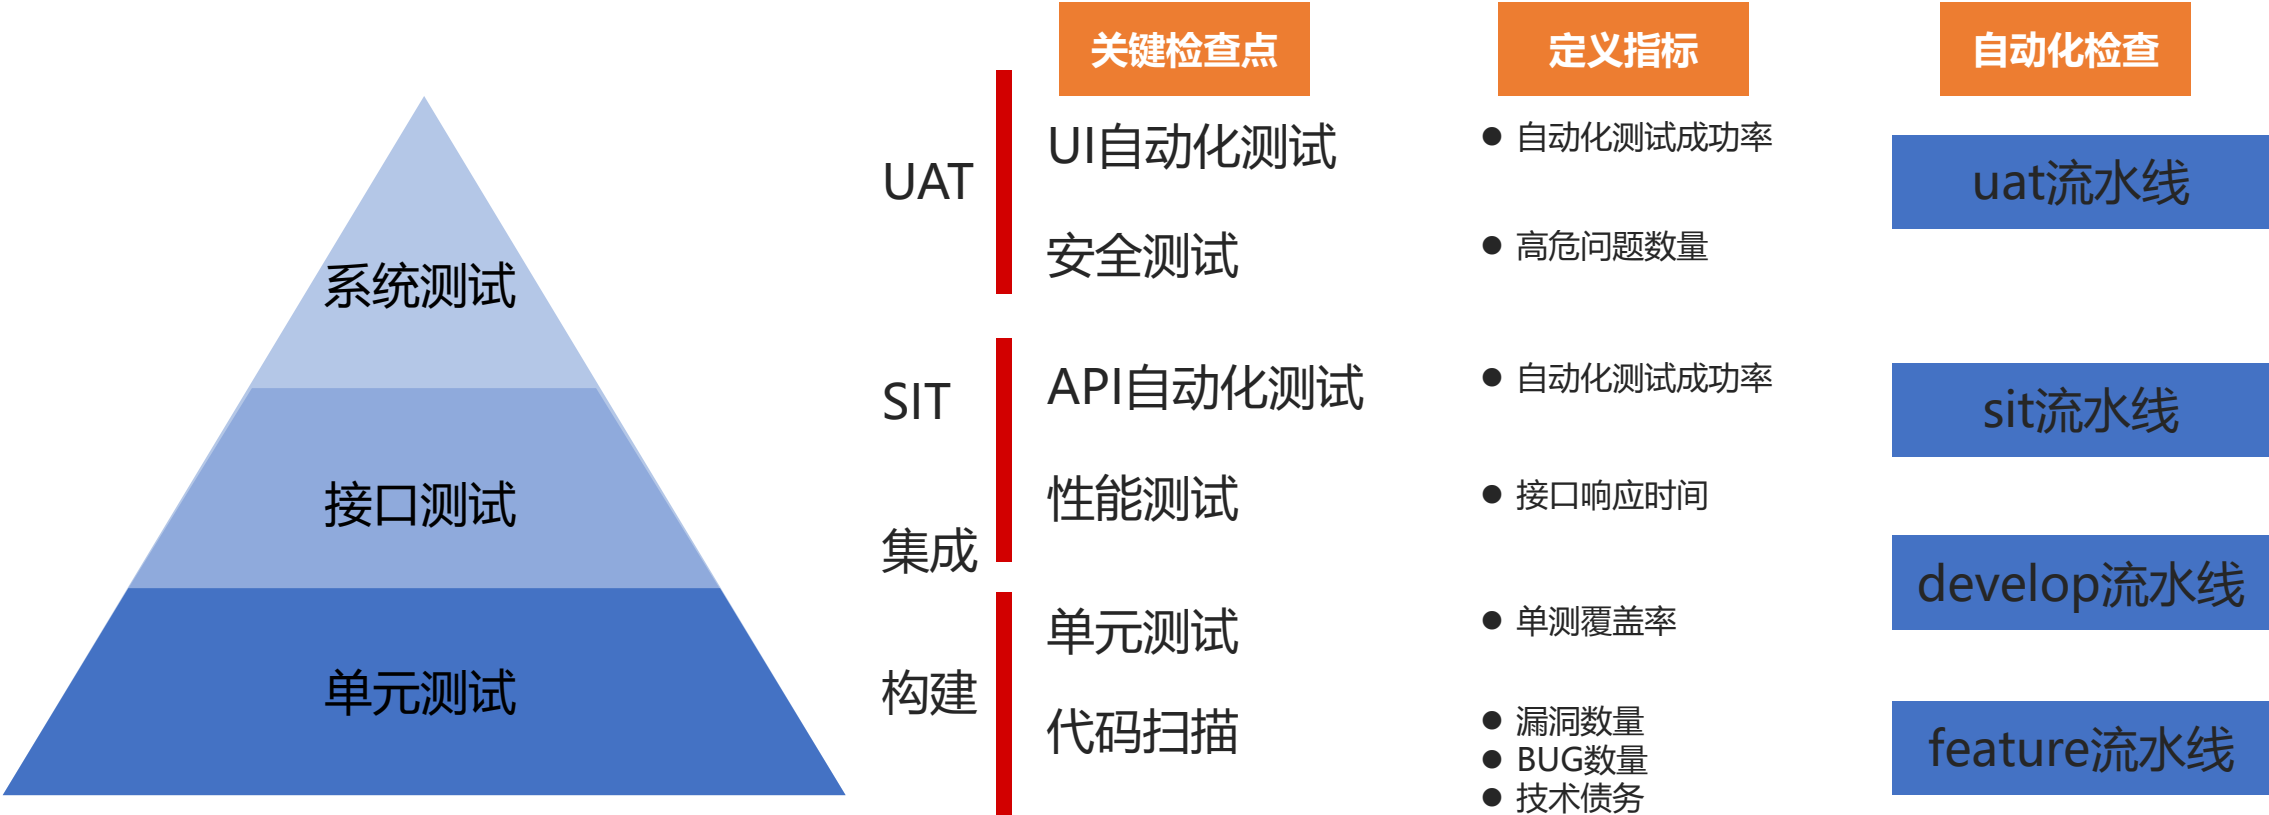 关键检查点
定义指标
自动化检查
系统测试
接口测试
单元测试
UAT
SIT
集成
构建
UI自动化测试
自动化测试成功率
uat流水线
安全测试
高危问题数量
API自动化测试
自动化测试成功率
sit流水线
性能测试
接口响应时间
develop流水线
单元测试
单测覆盖率
代码扫描
漏洞数量
BUG数量
技术债务
feature流水线